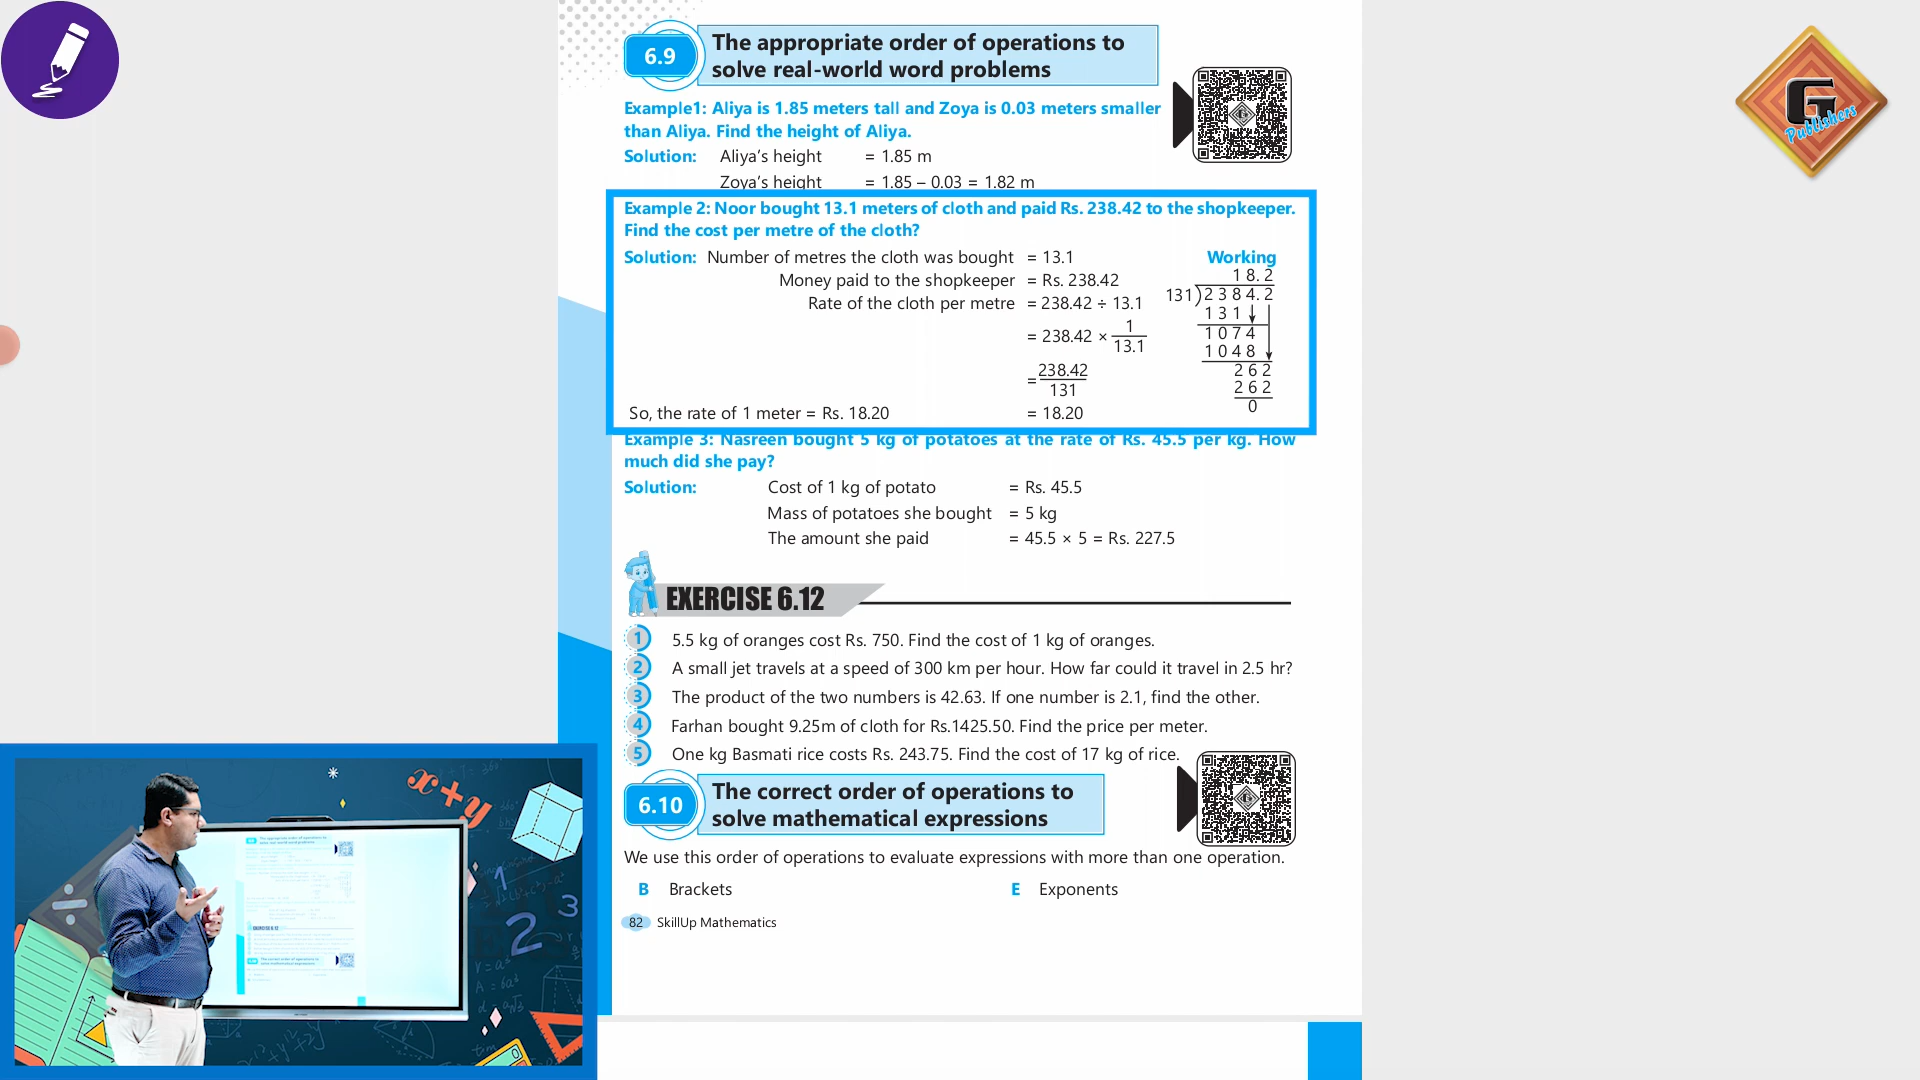 6.9
The appropriate order of operations to
solve real-world word problems
G
Publishers
Example1: Aliya is 1.85 meters tall and Zoya is 0.03 meters smaller
than Aliya. Find the height of Aliya.
Solution: Aliya's height = 1.85 m
Zoya's height = 1.85 – 0.03 = 1.82 m
Example 2: Noor bought 13.1 meters of cloth and paid Rs. 238.42 to the shopkeeper.
Find the cost per metre of the cloth?
Solution: Number of metres the cloth was bought = 13.1
Money paid to the shopkeeper = Rs. 238.42
Rate of the cloth per metre = 238.42 ÷ 13.1
= 238.42 × 1/13.1
= 238.42/131
So, the rate of 1 meter = Rs. 18.20 = 18.20
Working
18.2
131)2384.2
131
1074
1048
262
262
0
Example 3: Nasreen bought 5 kg of potatoes at the rate of Rs. 45.5 per kg. How
much did she pay?
Solution: Cost of 1 kg of potato = Rs. 45.5
Mass of potatoes she bought = 5 kg
The amount she paid = 45.5 × 5 = Rs. 227.5
EXERCISE 6.12
1 5.5 kg of oranges cost Rs. 750. Find the cost of 1 kg of oranges.
2 A small jet travels at a speed of 300 km per hour. How far could it travel in 2.5 hr?
3 The product of the two numbers is 42.63. If one number is 2.1, find the other.
4 Farhan bought 9.25m of cloth for Rs.1425.50. Find the price per meter.
5 One kg Basmati rice costs Rs. 243.75. Find the cost of 17 kg of rice.
6.10
The correct order of operations to
solve mathematical expressions
We use this order of operations to evaluate expressions with more than one operation.
B Brackets E Exponents
82 SkillUp Mathematics
x+y
1
2
3